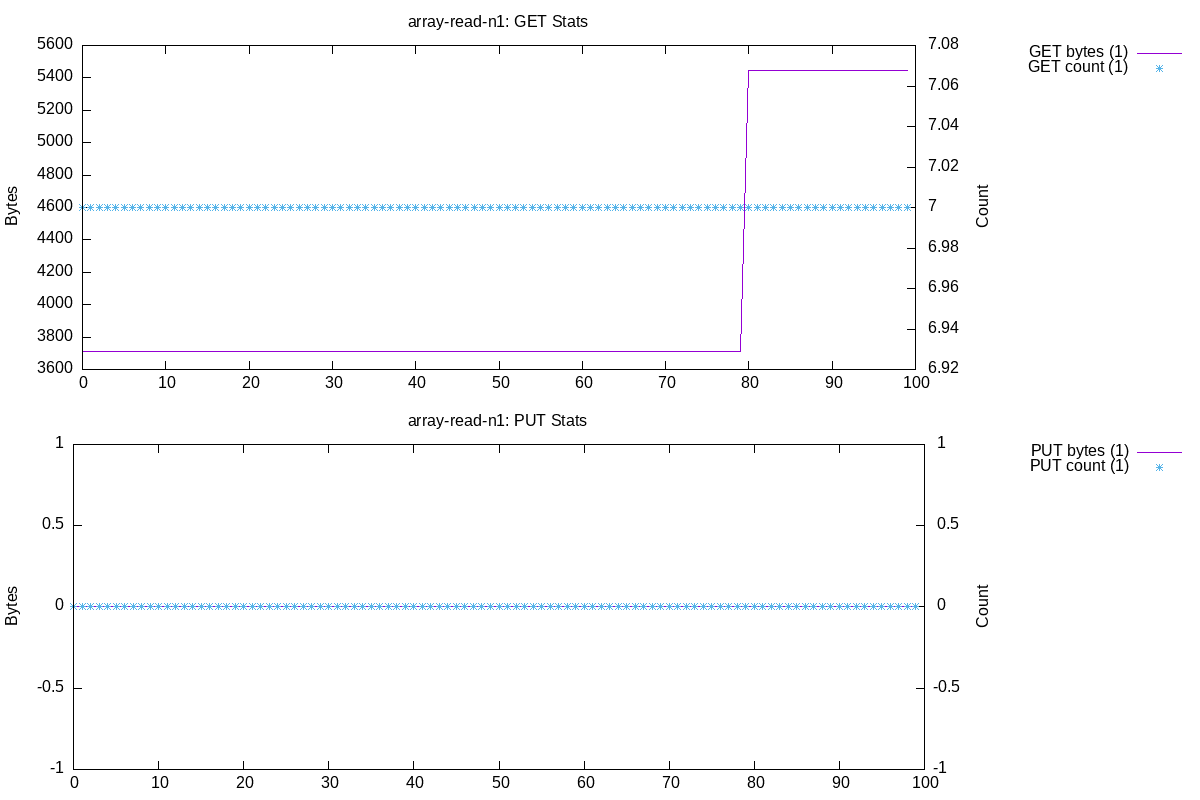 array-read-n1: GET Stats
5600
5400
5200
5000
4800
4600
4400
4200
4000
3800
3600
Bytes
7.08
7.06
7.04
7.02
7
6.98
6.96
6.94
6.92
Count
0 10 20 30 40 50 60 70 80 90 100
GET bytes (1)
GET count (1)
array-read-n1: PUT Stats
1
0.5
0
-0.5
-1
Bytes
1
0.5
0
-0.5
-1
Count
0 10 20 30 40 50 60 70 80 90 100
PUT bytes (1)
PUT count (1)